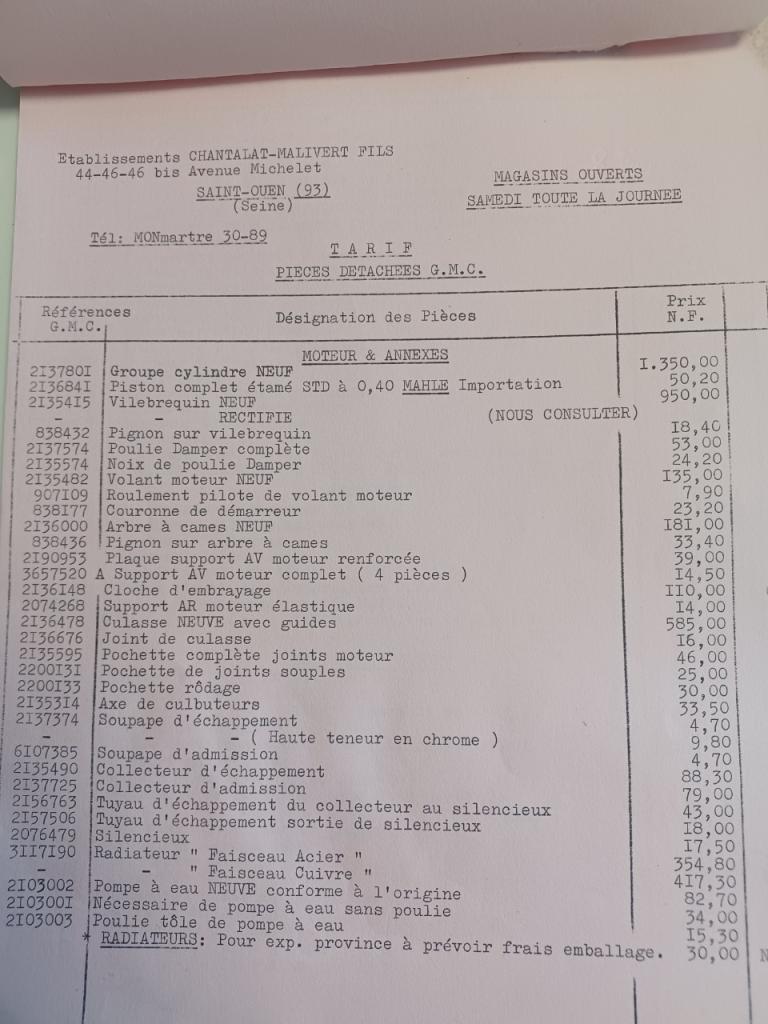 Etablissements CHANTALAT-MALIVERT FILS
44-46-46 bis Avenue Michelet
SAINT-OUEN (93)
(Seine)
MAGASINS OUVERTS
SAMEDI TOUTE LA JOURNEE
Tél: MONmartre 30-89
T A R I F
PIECES DETACHEES G.M.C.
Références G.M.C. Désignation des Pièces Prix N.F.
MOTEUR & ANNEXES
2I3780I Groupe cylindre NEUF I.350,00
2I3684I Piston complet étamé STD à 0,40 MAHLE Importation 50,20
2I354I5 Vilebrequin NEUF 950,00
- - RECTIFIE (NOUS CONSULTER)
838432 Pignon sur vilebrequin I8,40
2I37574 Poulie Damper complète 53,00
2I35574 Noix de poulie Damper 24,20
2I35482 Volant moteur NEUF I35,00
907I09 Roulement pilote de volant moteur 7,90
838I77 Couronne de démarreur 23,20
2I36000 Arbre à cames NEUF I8I,00
838436 Pignon sur arbre à cames 33,40
2I90953 Plaque support AV moteur renforcée 39,00
3657520 A Support AV moteur complet ( 4 pièces ) I4,50
2I36I48 Cloche d'embrayage II0,00
2074268 Support AR moteur élastique I4,00
2I36478 Culasse NEUVE avec guides 585,00
2I36676 Joint de culasse I6,00
2I35595 Pochette complète joints moteur 46,00
2200I3I Pochette de joints souples 25,00
2200I33 Pochette rôdage 30,00
2I353I4 Axe de culbuteurs 33,50
2I37374 Soupape d'échappement 4,70
- - - ( Haute teneur en chrome ) 9,80
6I07385 Soupape d'admission 4,70
2I35490 Collecteur d'échappement 88,30
2I37725 Collecteur d'admission 79,00
2I56763 Tuyau d'échappement du collecteur au silencieux 43,00
2I57506 Tuyau d'échappement sortie de silencieux I8,00
2076479 Silencieux I7,50
3II7I90 Radiateur " Faisceau Acier " 354,80
- - " Faisceau Cuivre " 4I7,30
2I03002 Pompe à eau NEUVE conforme à l'origine 82,70
2I0300I Nécessaire de pompe à eau sans poulie 34,00
2I03003 Poulie tôle de pompe à eau I5,30
* RADIATEURS: Pour exp. province à prévoir frais emballage. 30,00